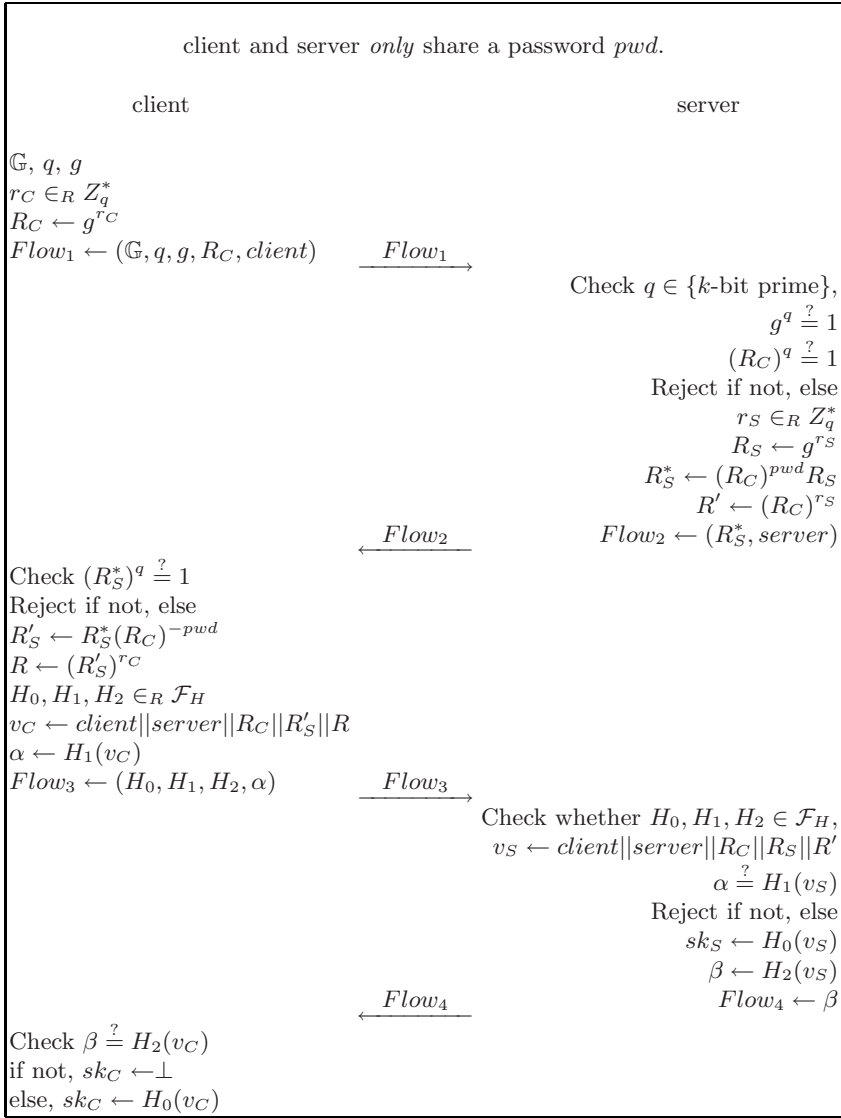 client and server only share a password pwd.
client server
𝔾, q, g
r_C ∈_R Z_q^*
R_C ← g^{r_C}
Flow_1 ← (𝔾, q, g, R_C, client) Flow_1
Check q ∈ {k-bit prime},
g^q ≟ 1
(R_C)^q ≟ 1
Reject if not, else
r_S ∈_R Z_q^*
R_S ← g^{r_S}
R_S^* ← (R_C)^{pwd} R_S
R' ← (R_C)^{r_S}
Flow_2 Flow_2 ← (R_S^*, server)
Check (R_S^*)^q ≟ 1
Reject if not, else
R'_S ← R_S^*(R_C)^{-pwd}
R ← (R'_S)^{r_C}
H_0, H_1, H_2 ∈_R ℱ_H
v_C ← client||server||R_C||R'_S||R
α ← H_1(v_C)
Flow_3 ← (H_0, H_1, H_2, α) Flow_3
Check whether H_0, H_1, H_2 ∈ ℱ_H,
v_S ← client||server||R_C||R_S||R'
α ≟ H_1(v_S)
Reject if not, else
sk_S ← H_0(v_S)
β ← H_2(v_S)
Flow_4 Flow_4 ← β
Check β ≟ H_2(v_C)
if not, sk_C ←⊥
else, sk_C ← H_0(v_C)